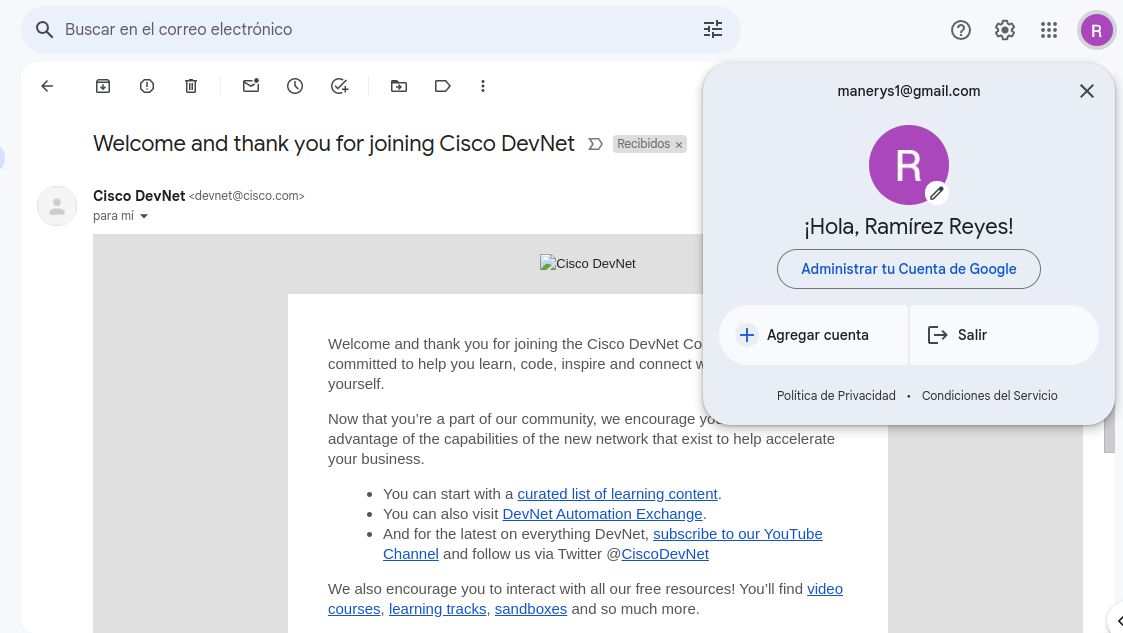 Buscar en el correo electrónico
R
manerys1@gmail.com
R
¡Hola, Ramírez Reyes!
Administrar tu Cuenta de Google
Agregar cuenta
Salir
Política de Privacidad • Condiciones del Servicio
Welcome and thank you for joining Cisco DevNet
Recibidos ×
Cisco DevNet <devnet@cisco.com>
para mí
Cisco DevNet
Welcome and thank you for joining the Cisco DevNet
committed to help you learn, code, inspire and connect
yourself.
Now that you’re a part of our community, we encourage
advantage of the capabilities of the new network that exist to help accelerate
your business.
• You can start with a curated list of learning content.
• You can also visit DevNet Automation Exchange.
• And for the latest on everything DevNet, subscribe to our YouTube
Channel and follow us via Twitter @CiscoDevNet
We also encourage you to interact with all our free resources! You’ll find video
courses, learning tracks, sandboxes and so much more.